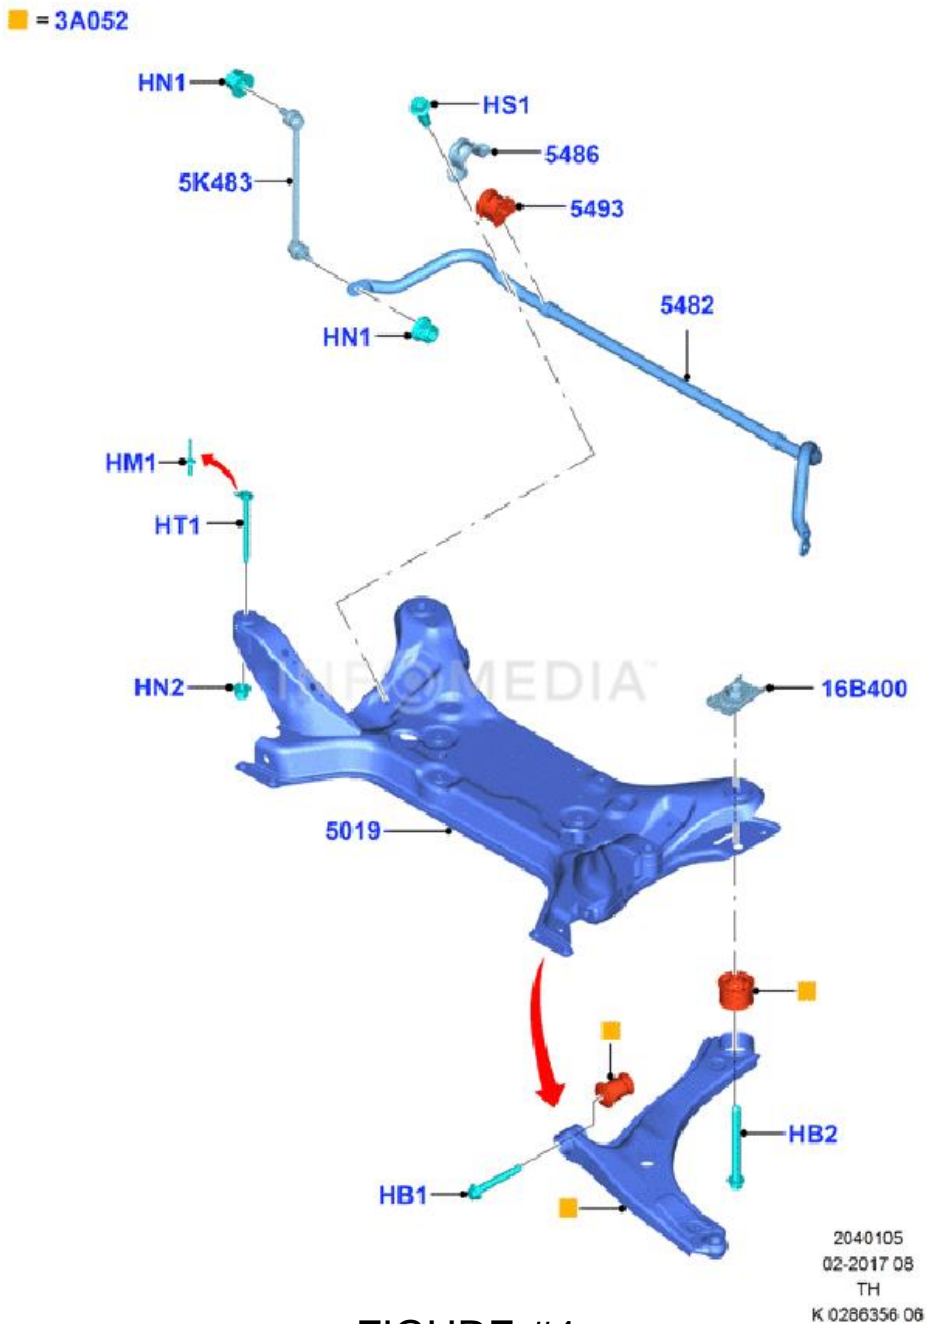 = 3A052
HN1
HS1
5486
5K483
5493
5482
HN1
HM1
HT1
HN2
INFOMEDIA
16B400
5019
HB2
HB1
2040105
02-2017 08
TH
K 0286356 06